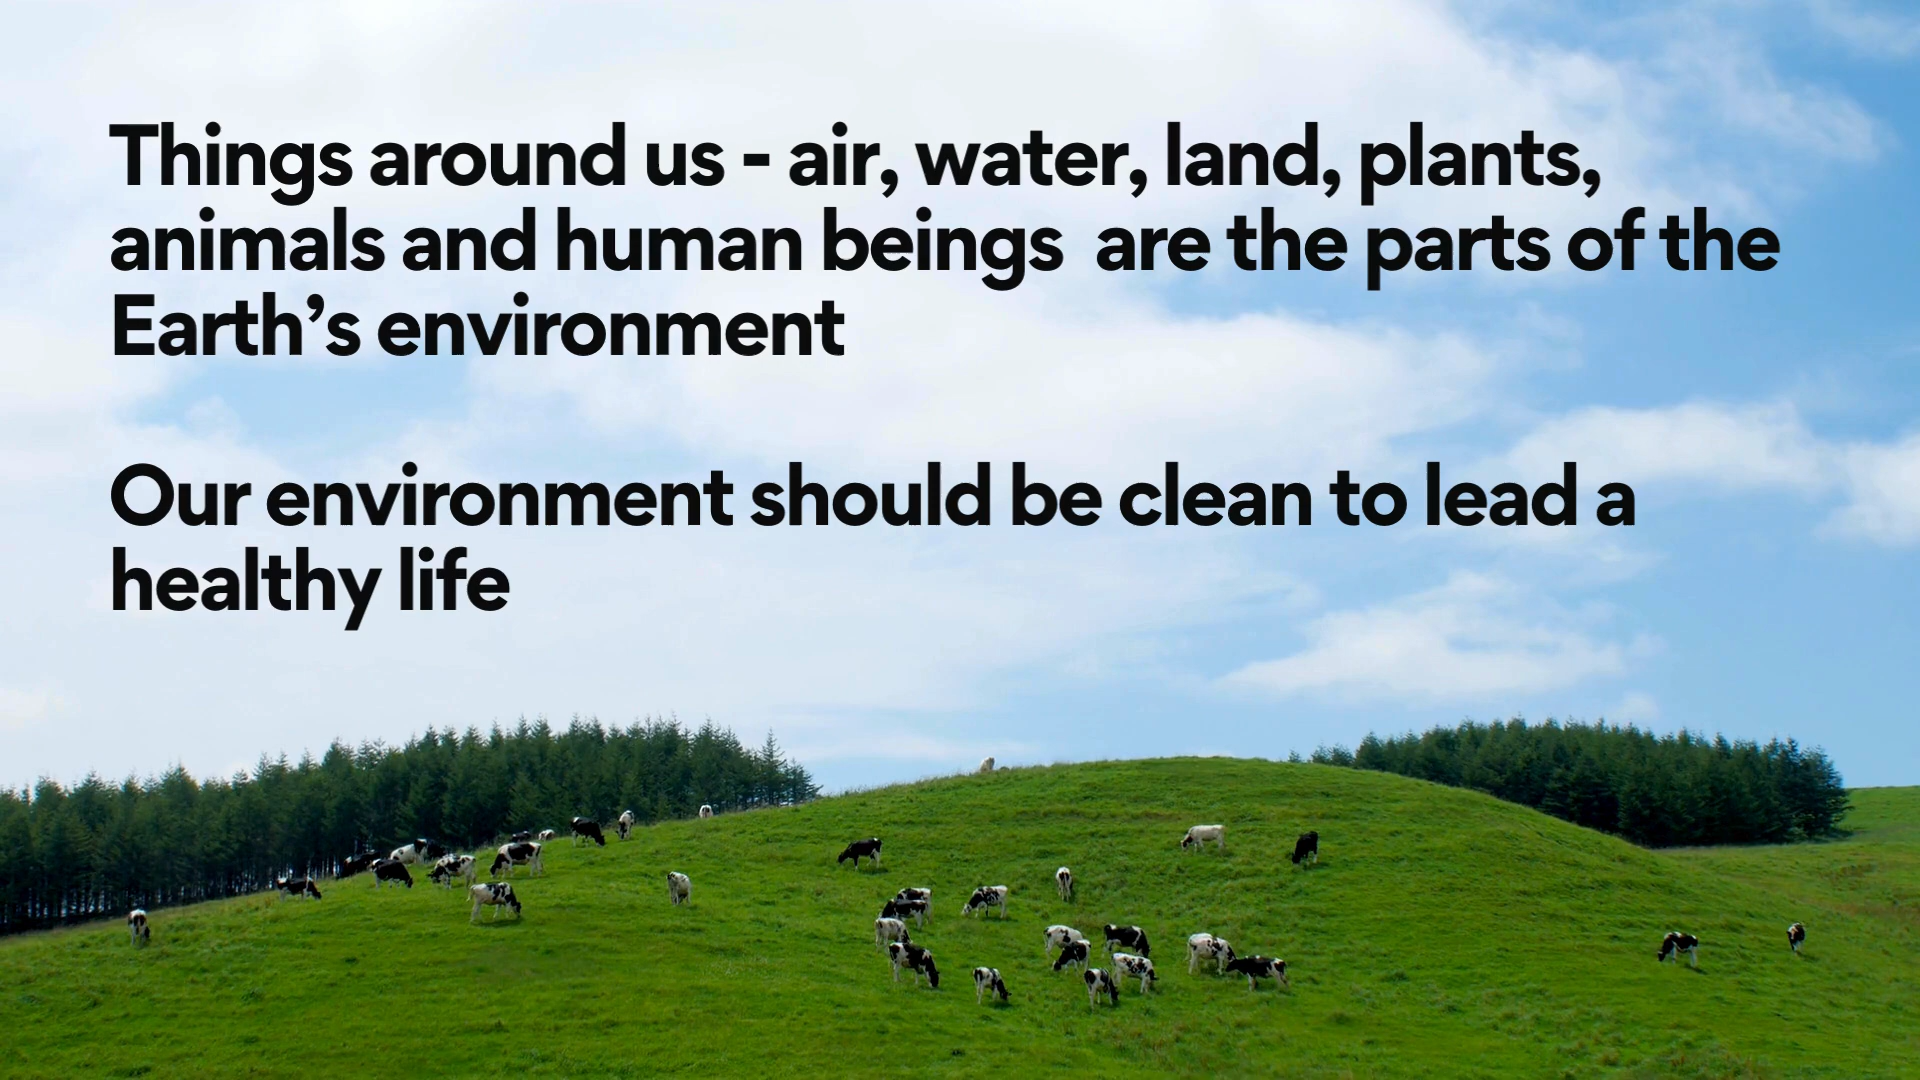 Things around us - air, water, land, plants,
animals and human beings  are the parts of the
Earth’s environment
Our environment should be clean to lead a
healthy life